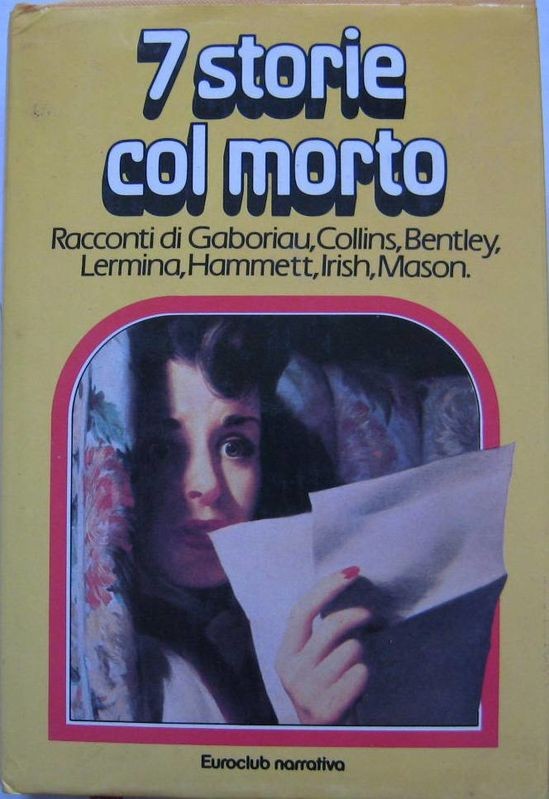 7 storie
col morto
Racconti di Gaboriau, Collins, Bentley,
Lermina, Hammett, Irish, Mason.
Euroclub narrativa